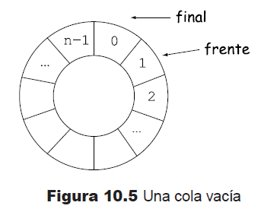 final
n-1
0
frente
...
1
2
...
Figura 10.5 Una cola vacía